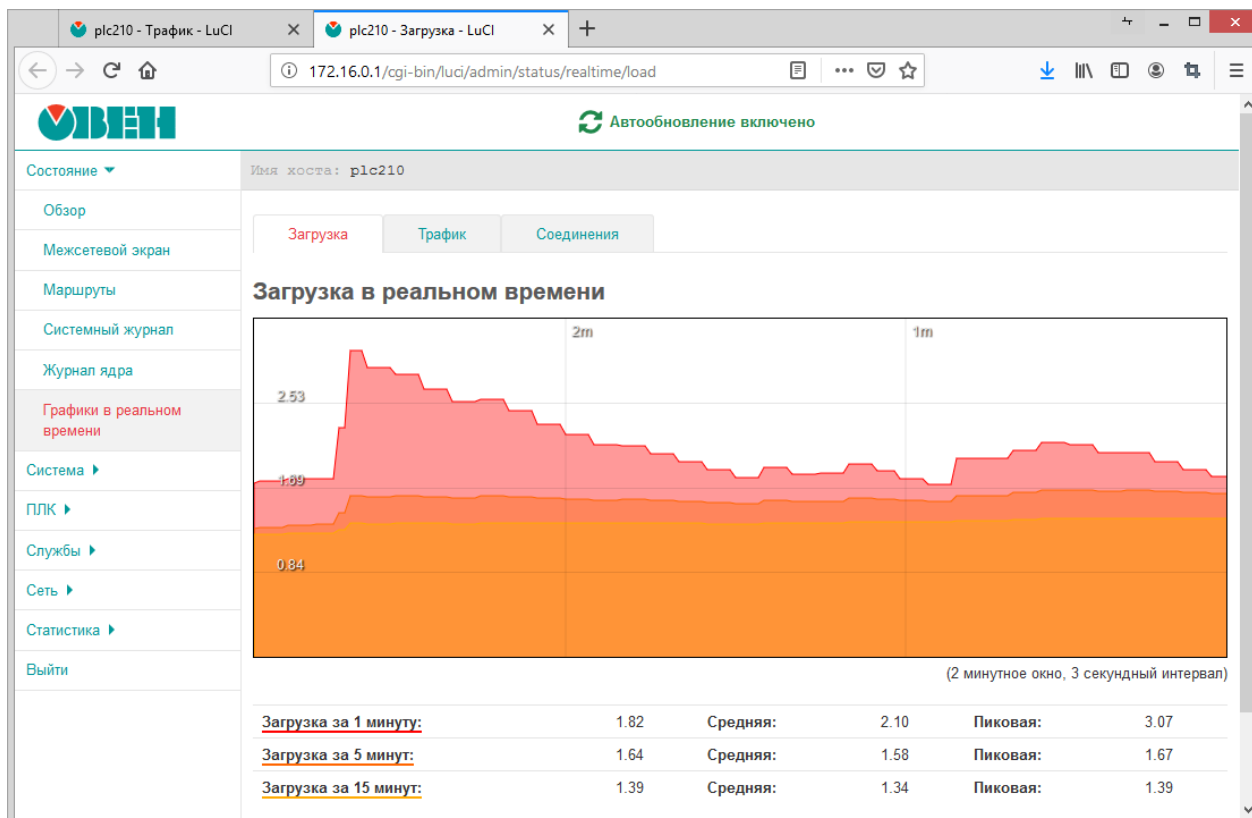 plc210 - Трафик - LuCI
plc210 - Загрузка - LuCI
172.16.0.1/cgi-bin/luci/admin/status/realtime/load
ОВЕН
Автообновление включено
Состояние
Имя хоста: plc210
Обзор
Межсетевой экран
Маршруты
Системный журнал
Журнал ядра
Графики в реальном
времени
Система
ПЛК
Службы
Сеть
Статистика
Выйти
Загрузка Трафик Соединения
Загрузка в реальном времени
2m 1m
2.53
1.69
0.84
(2 минутное окно, 3 секундный интервал)
Загрузка за 1 минуту: 1.82 Средняя: 2.10 Пиковая: 3.07
Загрузка за 5 минут: 1.64 Средняя: 1.58 Пиковая: 1.67
Загрузка за 15 минут: 1.39 Средняя: 1.34 Пиковая: 1.39